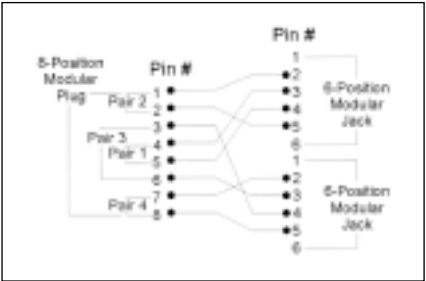 Pin #
8-Position
Modular
Plug
Pin #
Pair 2
Pair 3
Pair 1
Pair 4
1
2
3
4
5
6
7
8
1
2
3
4
5
6
6-Position
Modular
Jack
1
2
3
4
5
6
6-Position
Modular
Jack